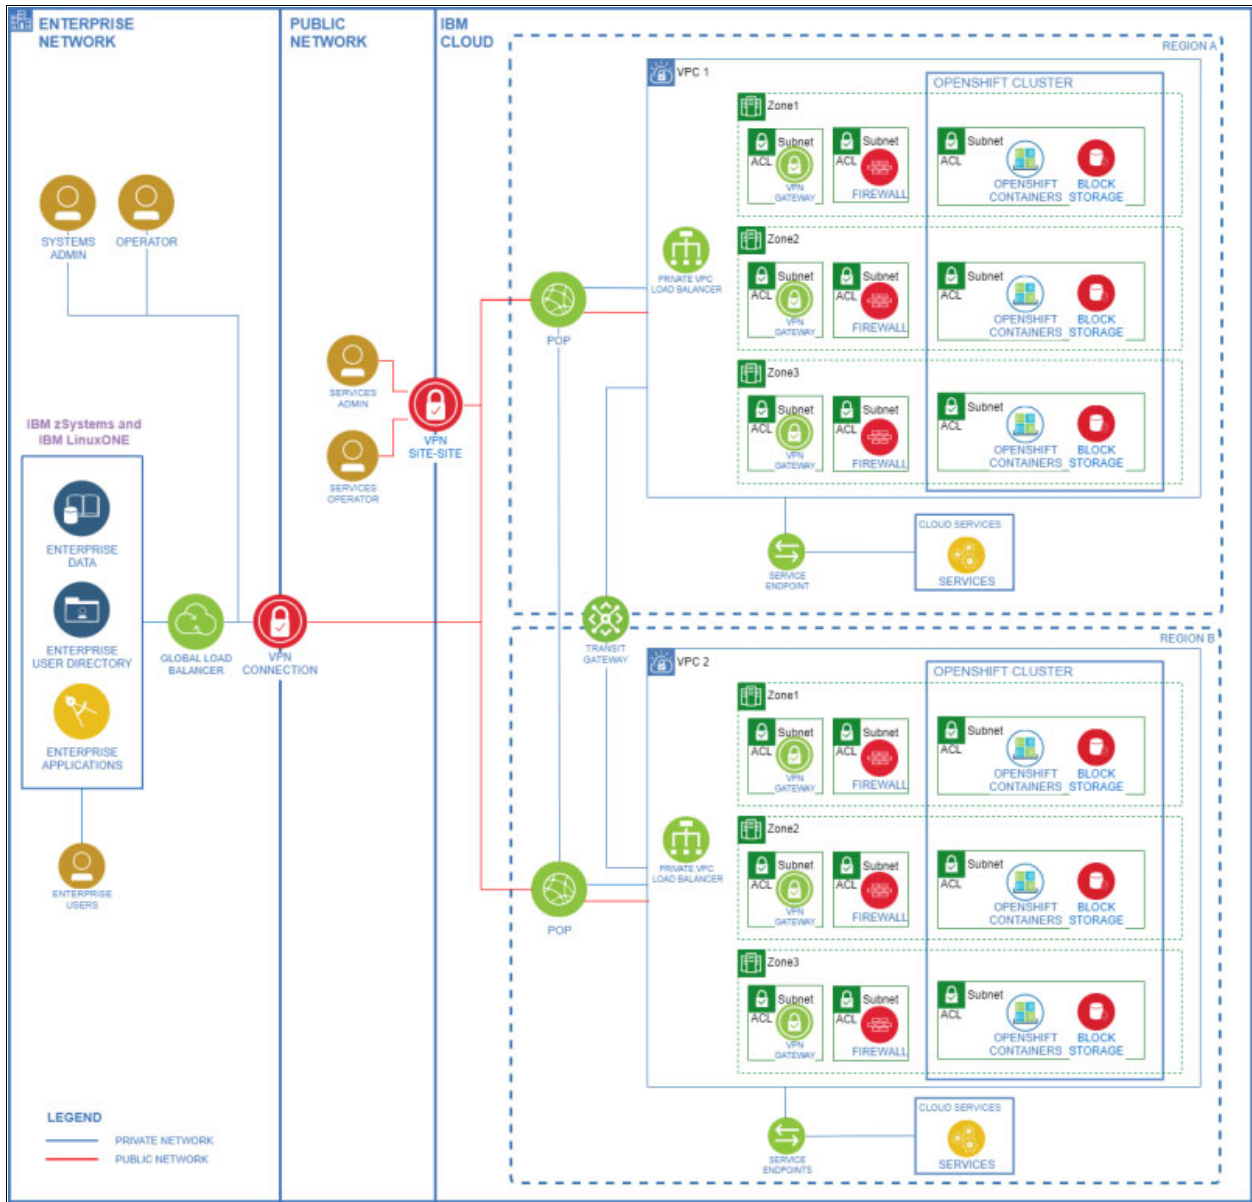 ENTERPRISE
NETWORK
PUBLIC
NETWORK
IBM
CLOUD
SYSTEMS
ADMIN
OPERATOR
IBM zSystems and
IBM LinuxONE
ENTERPRISE
DATA
ENTERPRISE
USER DIRECTORY
ENTERPRISE
APPLICATIONS
GLOBAL LOAD
BALANCER
VPN
CONNECTION
ENTERPRISE
USERS
SERVICES
ADMIN
SERVICES
OPERATOR
VPN
SITE-SITE
POP
TRANSIT
GATEWAY
POP
REGION A
VPC 1
OPENSHIFT CLUSTER
PRIVATE VPC
LOAD BALANCER
Zone1
Subnet
ACL
VPN
GATEWAY
Subnet
ACL
FIREWALL
Subnet
ACL
OPENSHIFT
CONTAINERS
BLOCK
STORAGE
Zone2
Subnet
ACL
VPN
GATEWAY
Subnet
ACL
FIREWALL
Subnet
ACL
OPENSHIFT
CONTAINERS
BLOCK
STORAGE
Zone3
Subnet
ACL
VPN
GATEWAY
Subnet
ACL
FIREWALL
Subnet
ACL
OPENSHIFT
CONTAINERS
BLOCK
STORAGE
SERVICE
ENDPOINT
CLOUD SERVICES
SERVICES
REGION B
VPC 2
OPENSHIFT CLUSTER
PRIVATE VPC
LOAD BALANCER
Zone1
Subnet
ACL
VPN
GATEWAY
Subnet
ACL
FIREWALL
Subnet
ACL
OPENSHIFT
CONTAINERS
BLOCK
STORAGE
Zone2
Subnet
ACL
VPN
GATEWAY
Subnet
ACL
FIREWALL
Subnet
ACL
OPENSHIFT
CONTAINERS
BLOCK
STORAGE
Zone3
Subnet
ACL
VPN
GATEWAY
Subnet
ACL
FIREWALL
Subnet
ACL
OPENSHIFT
CONTAINERS
BLOCK
STORAGE
SERVICE
ENDPOINTS
CLOUD SERVICES
SERVICES
LEGEND
PRIVATE NETWORK
PUBLIC NETWORK